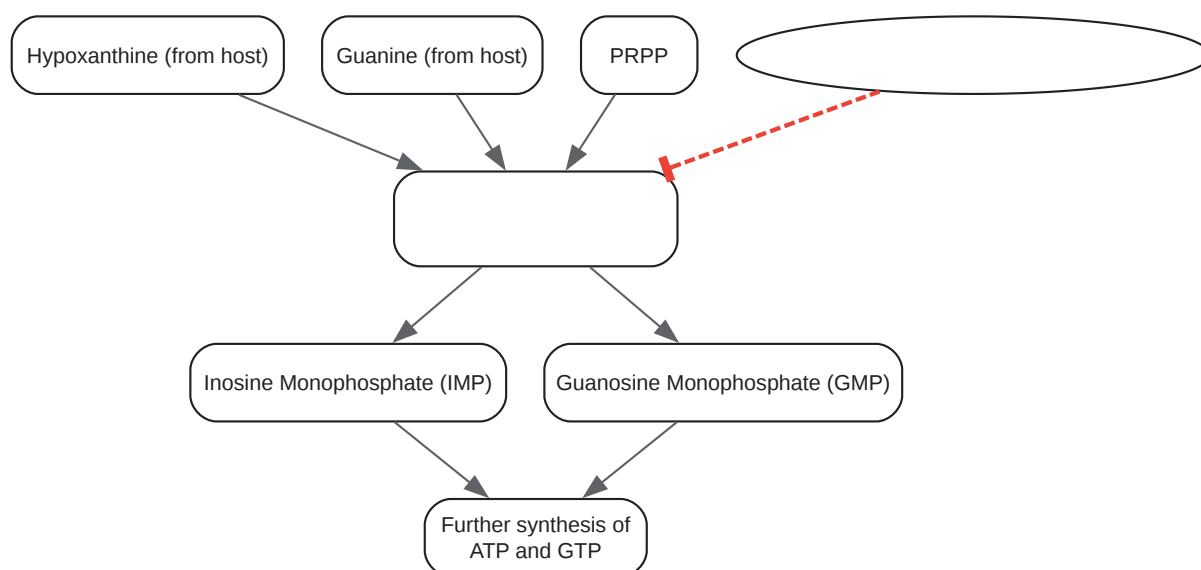 Hypoxanthine (from host)
Guanine (from host)
PRPP
Inosine Monophosphate (IMP)
Guanosine Monophosphate (GMP)
Further synthesis of
ATP and GTP